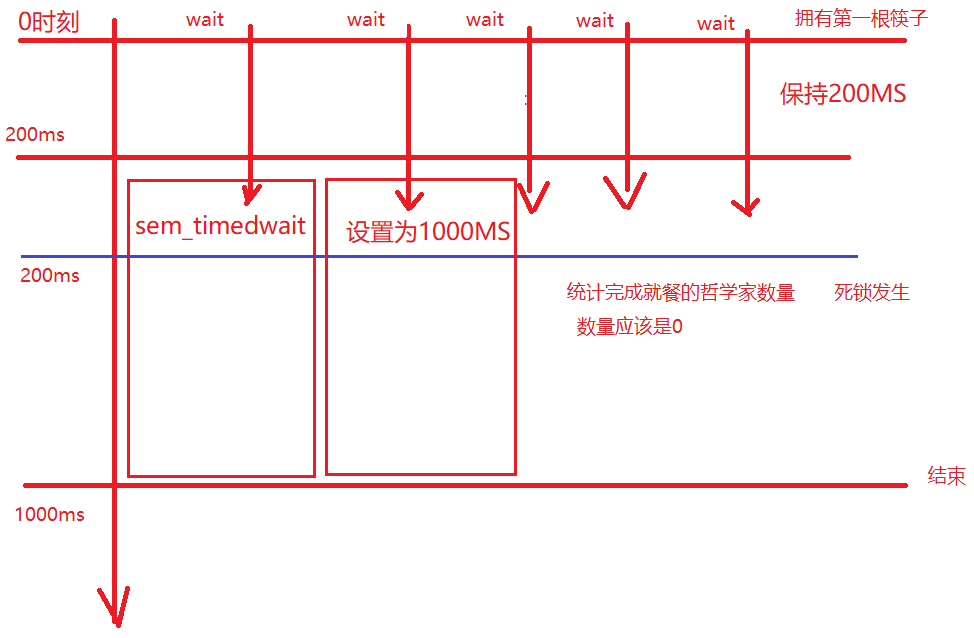 0时刻
wait
wait
wait
wait
wait
拥有第一根筷子
保持200MS
200ms
sem_timedwait
设置为1000MS
200ms
统计完成就餐的哲学家数量
死锁发生
数量应该是0
结束
1000ms